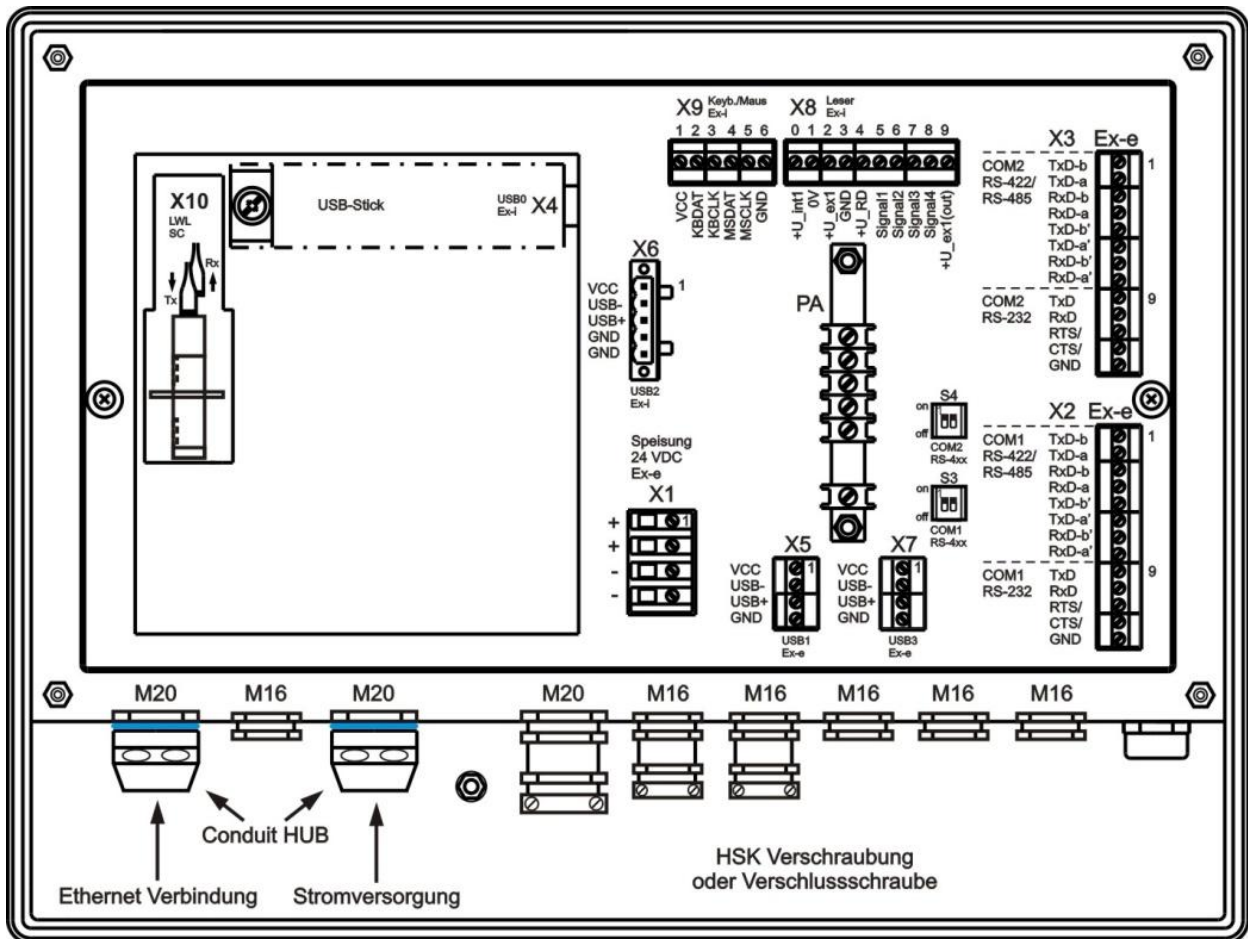 X9 Keyb./Maus
Ex-i
1 2 3 4 5 6
VCC
KBDAT
KBCLK
MSDAT
MSCLK
GND
X8 Leser
Ex-i
0 1 2 3 4 5 6 7 8 9
+U_int1
0V
+U_ex1
GND
+U_RD
Signal1
Signal2
Signal3
Signal4
+U_ex1(out)
X3 Ex-e
COM2
RS-422/
RS-485
TxD-b 1
TxD-a
RxD-b
RxD-a
TxD-b'
TxD-a'
RxD-b'
RxD-a'
COM2
RS-232
TxD 9
RxD
RTS/
CTS/
GND
X10
LWL
SC
Rx
Tx
USB-Stick
USB0
Ex-i
X4
X6
VCC 1
USB-
USB+
GND
GND
USB2
Ex-i
PA
S4
on
off
COM2
RS-4xx
S3
on
off
COM1
RS-4xx
X2 Ex-e
COM1
RS-422/
RS-485
TxD-b 1
TxD-a
RxD-b
RxD-a
TxD-b'
TxD-a'
RxD-b'
RxD-a'
COM1
RS-232
TxD 9
RxD
RTS/
CTS/
GND
Speisung
24 VDC
Ex-e
X1
+ 1
+
-
-
X5
VCC 1
USB-
USB+
GND
USB1
Ex-e
X7
VCC 1
USB-
USB+
GND
USB3
Ex-e
M20 M16 M20 M20 M16 M16 M16 M16 M16
Conduit HUB
Ethernet Verbindung
Stromversorgung
HSK Verschraubung
oder Verschlussschraube